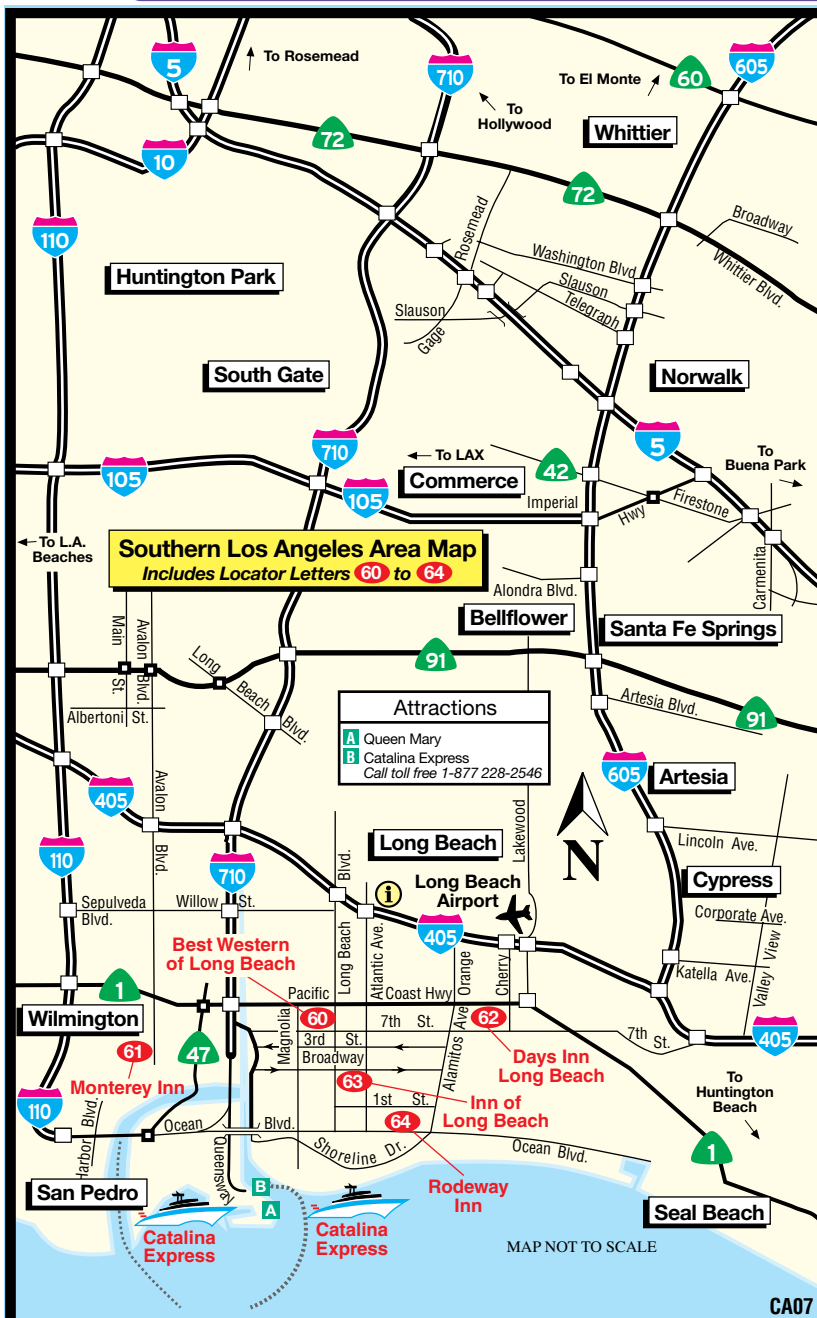 5
To Rosemead
710
To El Monte
60
605
To
Hollywood
Whittier
72
10
72
110
Rosemead
Broadway
Washington Blvd.
Whittier Blvd.
Huntington Park
Slauson
Telegraph
Slauson
Gage
South Gate
Norwalk
710
To LAX
42
5
To
Buena Park
105
Commerce
105
Imperial
Hwy
Firestone
To L.A.
Beaches
Southern Los Angeles Area Map
Includes Locator Letters 60 to 64
Alondra Blvd.
Carmenita
Main
St.
Avalon
Blvd.
Bellflower
Santa Fe Springs
Long
Beach
Blvd.
91
Albertoni St.
Artesia Blvd.
91
Attractions
A Queen Mary
B Catalina Express
Call toll free 1-877 228-2546
605
Artesia
405
Avalon
Blvd.
Lakewood
N
110
710
Long Beach
Lincoln Ave.
Blvd.
Long Beach
i
Long Beach
Airport
Cypress
Sepulveda
Blvd.
Willow St.
405
Corporate Ave.
Best Western
of Long Beach
Atlantic Ave.
Orange
Cherry
Katella Ave.
Valley View
1
Pacific Coast Hwy
Wilmington
60
7th St.
62
7th
St.
405
Magnolia
3rd St.
61
47
Broadway
Alamitos Ave
Days Inn
Long Beach
Monterey Inn
63
Inn of
Long Beach
To
Huntington
Beach
110
1st St.
64
Harbor Blvd.
Ocean Blvd.
Shoreline Dr.
Ocean Blvd.
1
Queensway
San Pedro
B
A
Rodeway
Inn
Seal Beach
Catalina
Express
Catalina
Express
MAP NOT TO SCALE
CA07